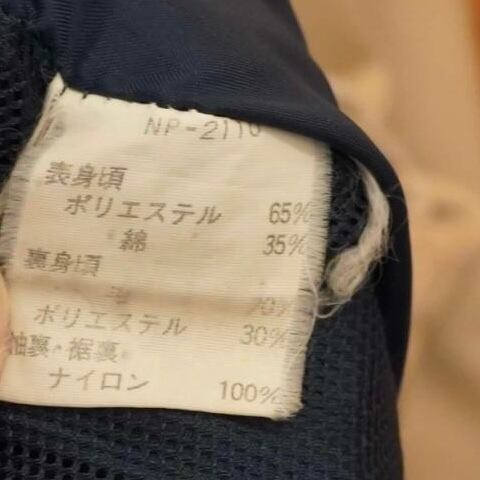 NP-2110
表身頃
ポリエステル 65%
綿 35%
裏身頃
毛 70%
ポリエステル 30%
袖裏・裾裏
ナイロン 100%